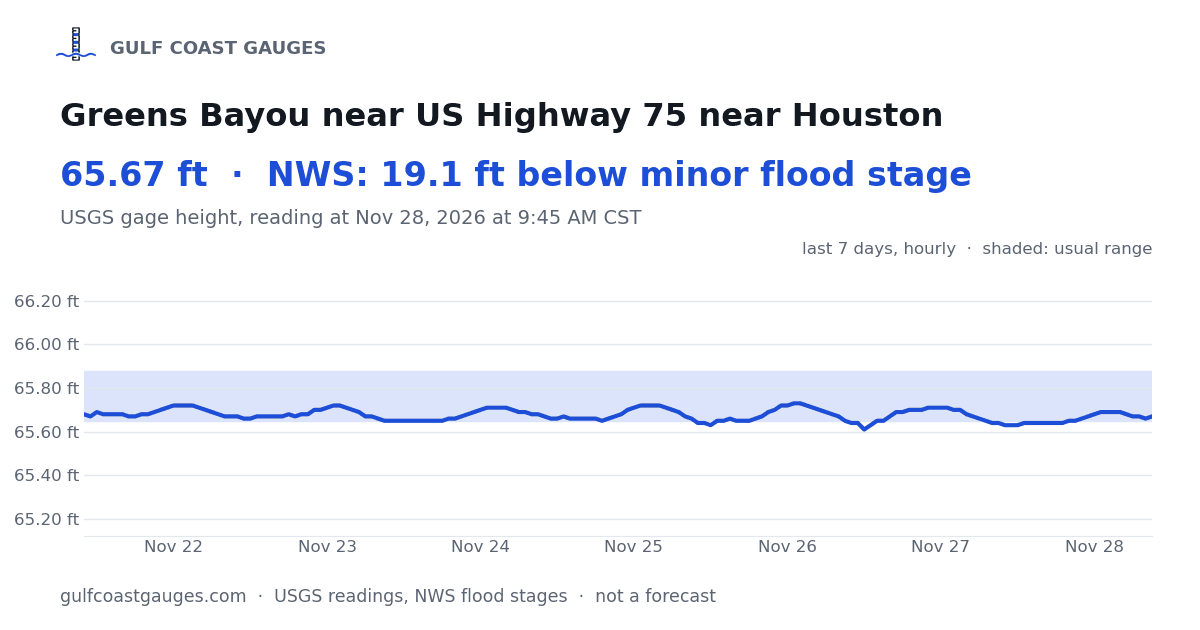 GULF COAST GAUGES
Greens Bayou near US Highway 75 near Houston
65.67 ft · NWS: 19.1 ft below minor flood stage
USGS gage height, reading at Nov 28, 2026 at 9:45 AM CST
last 7 days, hourly · shaded: usual range
66.20 ft
66.00 ft
65.80 ft
65.60 ft
65.40 ft
65.20 ft
Nov 22 Nov 23 Nov 24 Nov 25 Nov 26 Nov 27 Nov 28
gulfcoastgauges.com · USGS readings, NWS flood stages · not a forecast